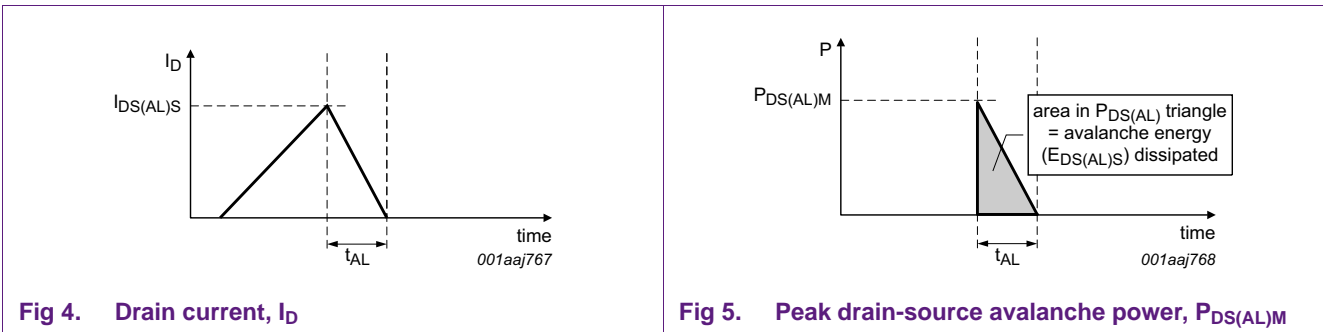 I_D
I_DS(AL)S
time
t_AL
001aaj767
Fig 4. Drain current, I_D
P
P_DS(AL)M
area in P_DS(AL) triangle
= avalanche energy
(E_DS(AL)S) dissipated
time
t_AL
001aaj768
Fig 5. Peak drain-source avalanche power, P_DS(AL)M